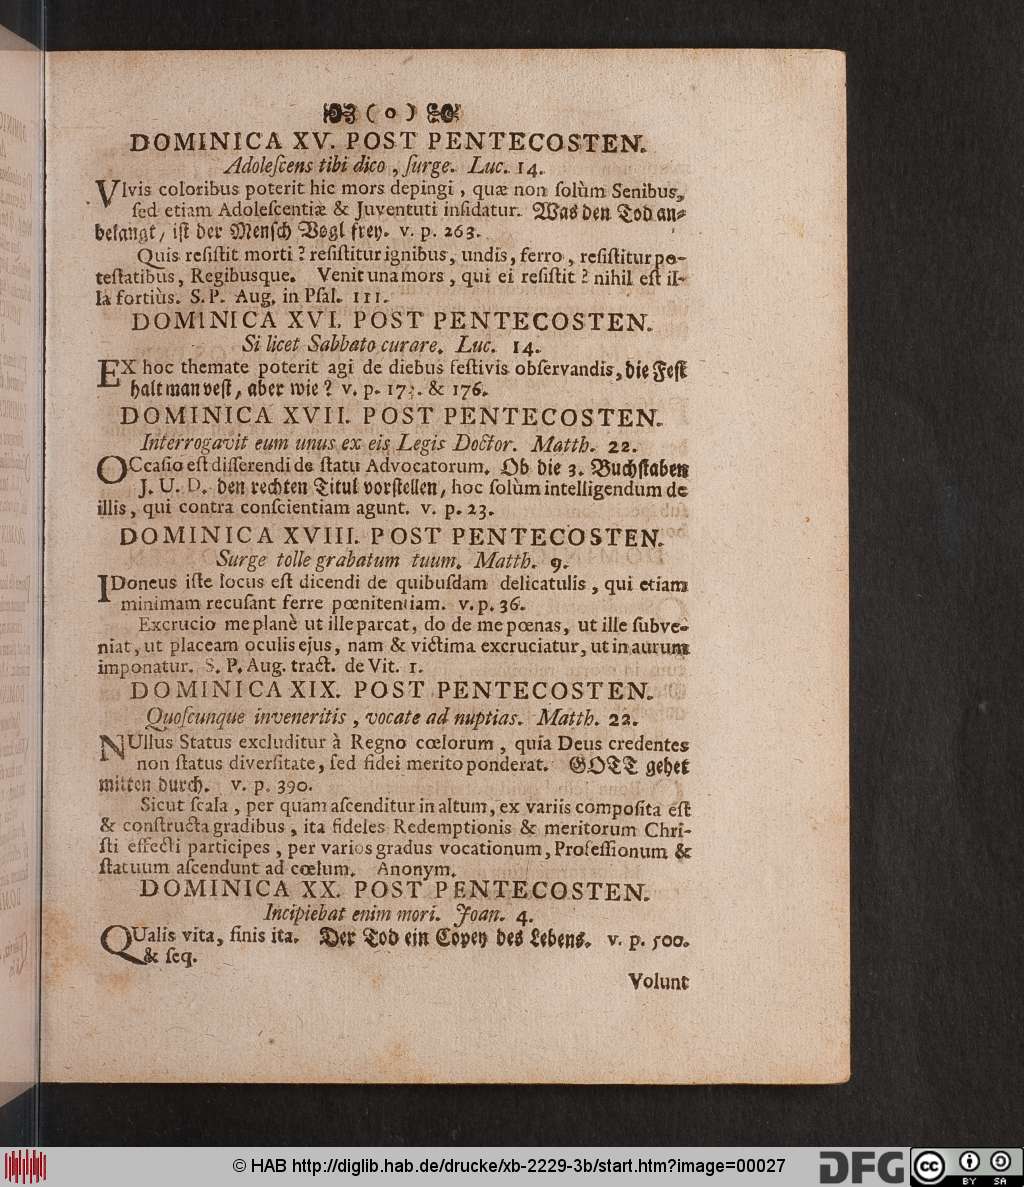 ( o )
DOMINICA XV. POST PENTECOSTEN.
Adoleſcens tibi dico , ſurge. Luc. 14.
VIvis coloribus poterit hic mors depingi , quæ non ſolùm Senibus,
ſed etiam Adoleſcentiæ & Juventuti inſidatur. Was den Tod an-
belangt / iſt der Menſch Vogl frey. v. p. 263.
Quis reſiſtit morti ? reſiſtitur ignibus, undis, ferro , reſiſtitur po-
teſtatibus, Regibusque. Venit una mors , qui ei reſiſtit ? nihil eſt il-
là fortiùs. S. P. Aug. in Pſal. 111.
DOMINICA XVI. POST PENTECOSTEN.
Si licet Sabbato curare. Luc. 14.
EX hoc themate poterit agi de diebus feſtivis obſervandis, die Feſt
halt man veſt / aber wie ? v. p. & 176.
DOMINICA XVII. POST PENTECOSTEN.
Interrogavit eum unus ex eis Legis Doctor. Matth. 22.
OCcaſio eſt diſſerendi de ſtatu Advocatorum. Ob die 3. Buchſtaben
J. U. D. den rechten Titul vorſtellen / hoc ſolùm intelligendum de
illis , qui contra conſcientiam agunt. v. p. 23.
DOMINICA XVIII. POST PENTECOSTEN.
Surge tolle grabatum tuum. Matth. 9.
IDoneus iſte locus eſt dicendi de quibuſdam delicatulis , qui etiam
minimam recuſant ferre pœnitentiam. v. p. 36.
Excrucio me planè ut ille parcat, do de me pœnas, ut ille ſubve-
niat , ut placeam oculis ejus, nam & victima excruciatur, ut in aurum
imponatur. S. P. Aug. tract. de Vit. 1.
DOMINICA XIX. POST PENTECOSTEN.
Quoſcunque inveneritis , vocate ad nuptias. Matth. 22.
NUllus Status excluditur à Regno cœlorum , quia Deus credentes
non ſtatus diverſitate, ſed fidei merito ponderat. GOTT gehet
mitten durch. v. p. 390.
Sicut ſcala , per quam aſcenditur in altum, ex variis compoſita eſt
& conſtructa gradibus , ita fideles Redemptionis & meritorum Chri-
ſti effecti participes , per varios gradus vocationum, Profeſſionum &
ſtatuum aſcendunt ad cœlum. Anonym.
DOMINICA XX. POST PENTECOSTEN.
Incipiebat enim mori. Joan. 4.
QUalis vita, finis ita. Der Tod ein Copey des Lebens. v. p. 500.
& ſeq.
Volunt
© HAB http://diglib.hab.de/drucke/xb-2229-3b/start.htm?image=00027
DFG
cc
BY SA